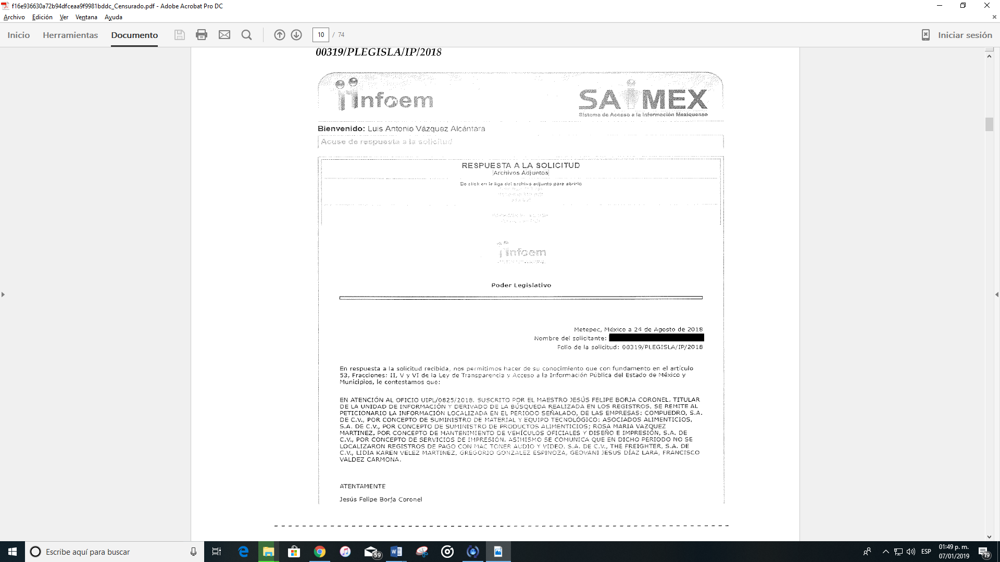 f16e936630a72b94dfceaa9f9981bddc_Censurado.pdf - Adobe Acrobat Pro DC
Archivo Edición Ver Ventana Ayuda
Inicio Herramientas Documento 10 / 74 Iniciar sesión
00319/PLEGISLA/IP/2018
infoem SAIMEX
Sistema de Acceso a la Información Mexiquense
Bienvenido: Luis Antonio Vázquez Alcántara
Acuse de respuesta a la solicitud
RESPUESTA A LA SOLICITUD
Archivos Adjuntos
De click en la liga del archivo adjunto para abrirlo
infoem
Poder Legislativo
Metepec, México a 24 de Agosto de 2018
Nombre del solicitante:
Folio de la solicitud: 00319/PLEGISLA/IP/2018
En respuesta a la solicitud recibida, nos permitimos hacer de su conocimiento que con fundamento en el artículo
53, Fracciones: II, V y VI de la Ley de Transparencia y Acceso a la Información Pública del Estado de México y
Municipios, le contestamos que:
EN ATENCIÓN AL OFICIO UIPL/0825/2018, SUSCRITO POR EL MAESTRO JESÚS FELIPE BORJA CORONEL, TITULAR
DE LA UNIDAD DE INFORMACIÓN Y DERIVADO DE LA BÚSQUEDA REALIZADA EN LOS REGISTROS, SE REMITE AL
PETICIONARIO LA INFORMACIÓN LOCALIZADA EN EL PERIODO SEÑALADO, DE LAS EMPRESAS: COMPUEDRO, S.A.
DE C.V., POR CONCEPTO DE SUMINISTRO DE MATERIAL Y EQUIPO TECNOLÓGICO; ASOCIADOS ALIMENTICIOS,
S.A. DE C.V., POR CONCEPTO DE SUMINISTRO DE PRODUCTOS ALIMENTICIOS; ROSA MARIA VAZQUEZ
MARTINEZ, POR CONCEPTO DE MANTENIMIENTO DE VEHÍCULOS OFICIALES Y DISEÑO E IMPRESIÓN, S.A. DE
C.V., POR CONCEPTO DE SERVICIOS DE IMPRESIÓN. ASIMISMO SE COMUNICA QUE EN DICHO PERIODO NO SE
LOCALIZARON REGISTROS DE PAGO CON MAC TONER AUDIO Y VIDEO, S.A. DE C.V., THE FREIGHTER, S.A. DE
C.V., LIDIA KAREN VELEZ MARTINEZ, GREGORIO GONZALEZ ESPINOZA, GEOVANI JESUS DÍAZ LARA, FRANCISCO
VALDEZ CARMONA.
ATENTAMENTE
Jesús Felipe Borja Coronel
Escribe aquí para buscar 59 ESP 01:49 p. m. 19
07/01/2019